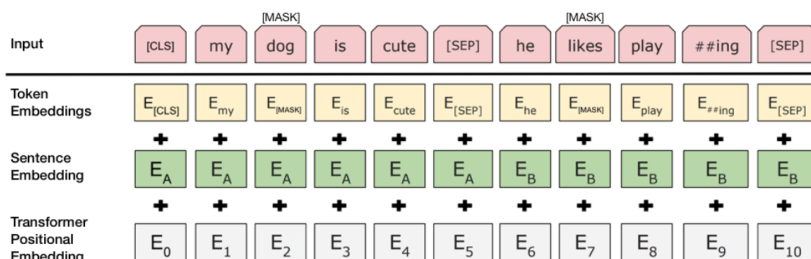 [MASK] [MASK]
Input [CLS] my dog is cute [SEP] he likes play ##ing [SEP]
Token
Embeddings
E[CLS] Emy E[MASK] Eis Ecute E[SEP] Ehe E[MASK] Eplay E##ing E[SEP]
+ + + + + + + + + + +
Sentence
Embedding
EA EA EA EA EA EA EB EB EB EB EB
+ + + + + + + + + + +
Transformer
Positional
Embedding
E0 E1 E2 E3 E4 E5 E6 E7 E8 E9 E10